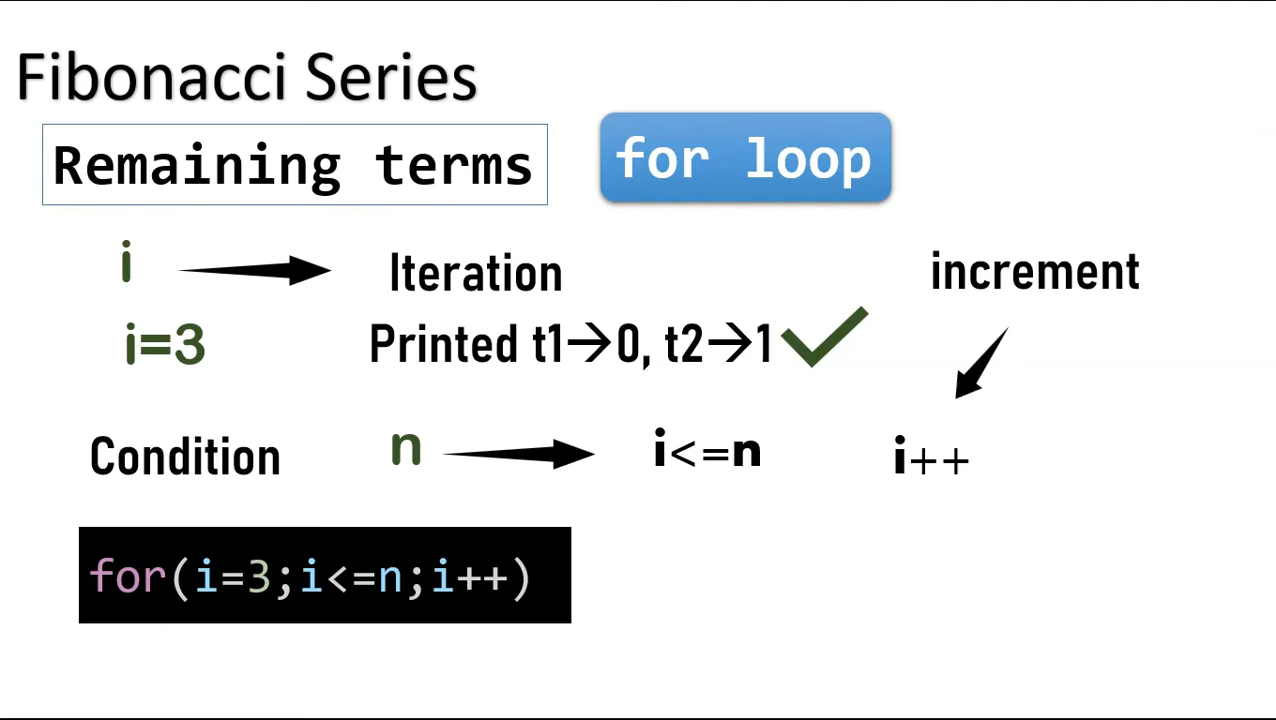 Fibonacci Series
Remaining terms
for loop
i
Iteration
increment
i=3
Printed t1→0, t2→1
Condition
n
i<=n
i++
for(i=3;i<=n;i++)